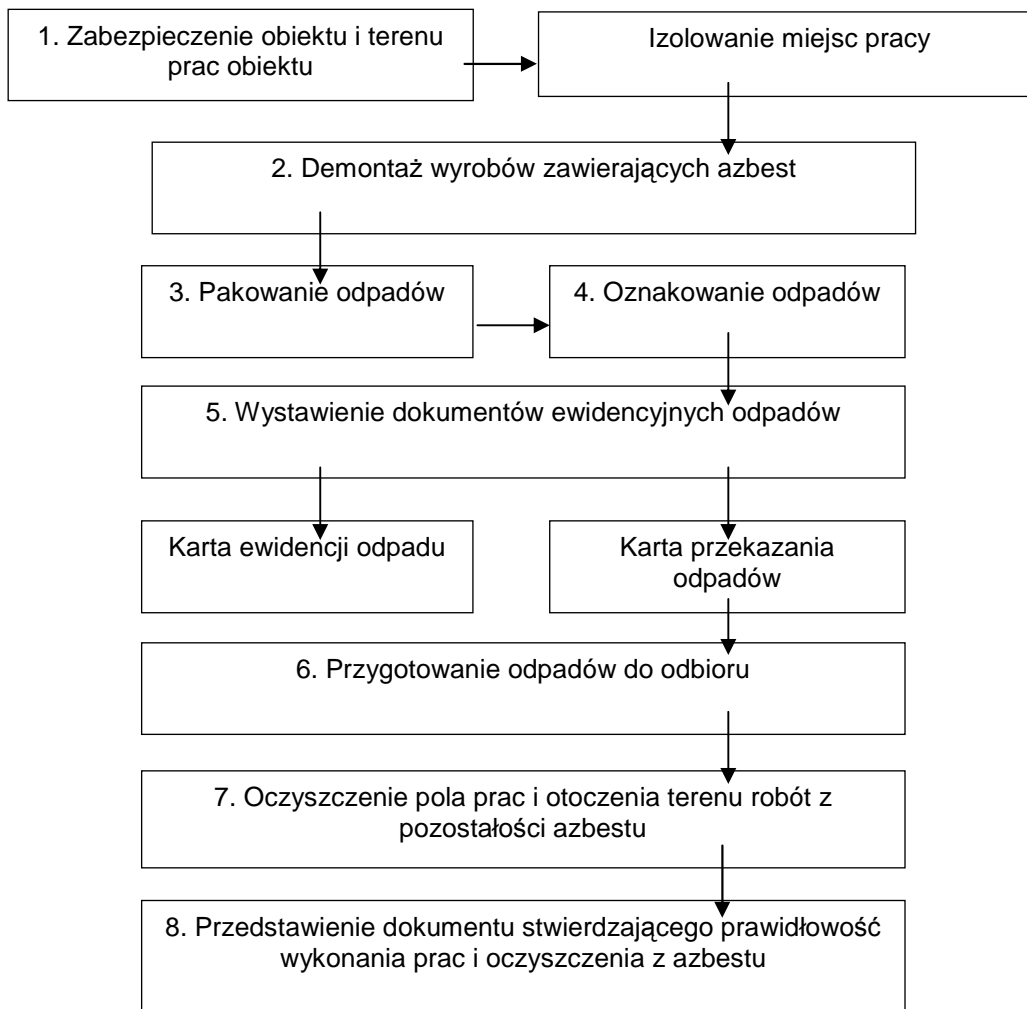 1. Zabezpieczenie obiektu i terenu
prac obiektu
Izolowanie miejsc pracy
2. Demontaż wyrobów zawierających azbest
3. Pakowanie odpadów
4. Oznakowanie odpadów
5. Wystawienie dokumentów ewidencyjnych odpadów
Karta ewidencji odpadu
Karta przekazania
odpadów
6. Przygotowanie odpadów do odbioru
7. Oczyszczenie pola prac i otoczenia terenu robót z
pozostałości azbestu
8. Przedstawienie dokumentu stwierdzającego prawidłowość
wykonania prac i oczyszczenia z azbestu